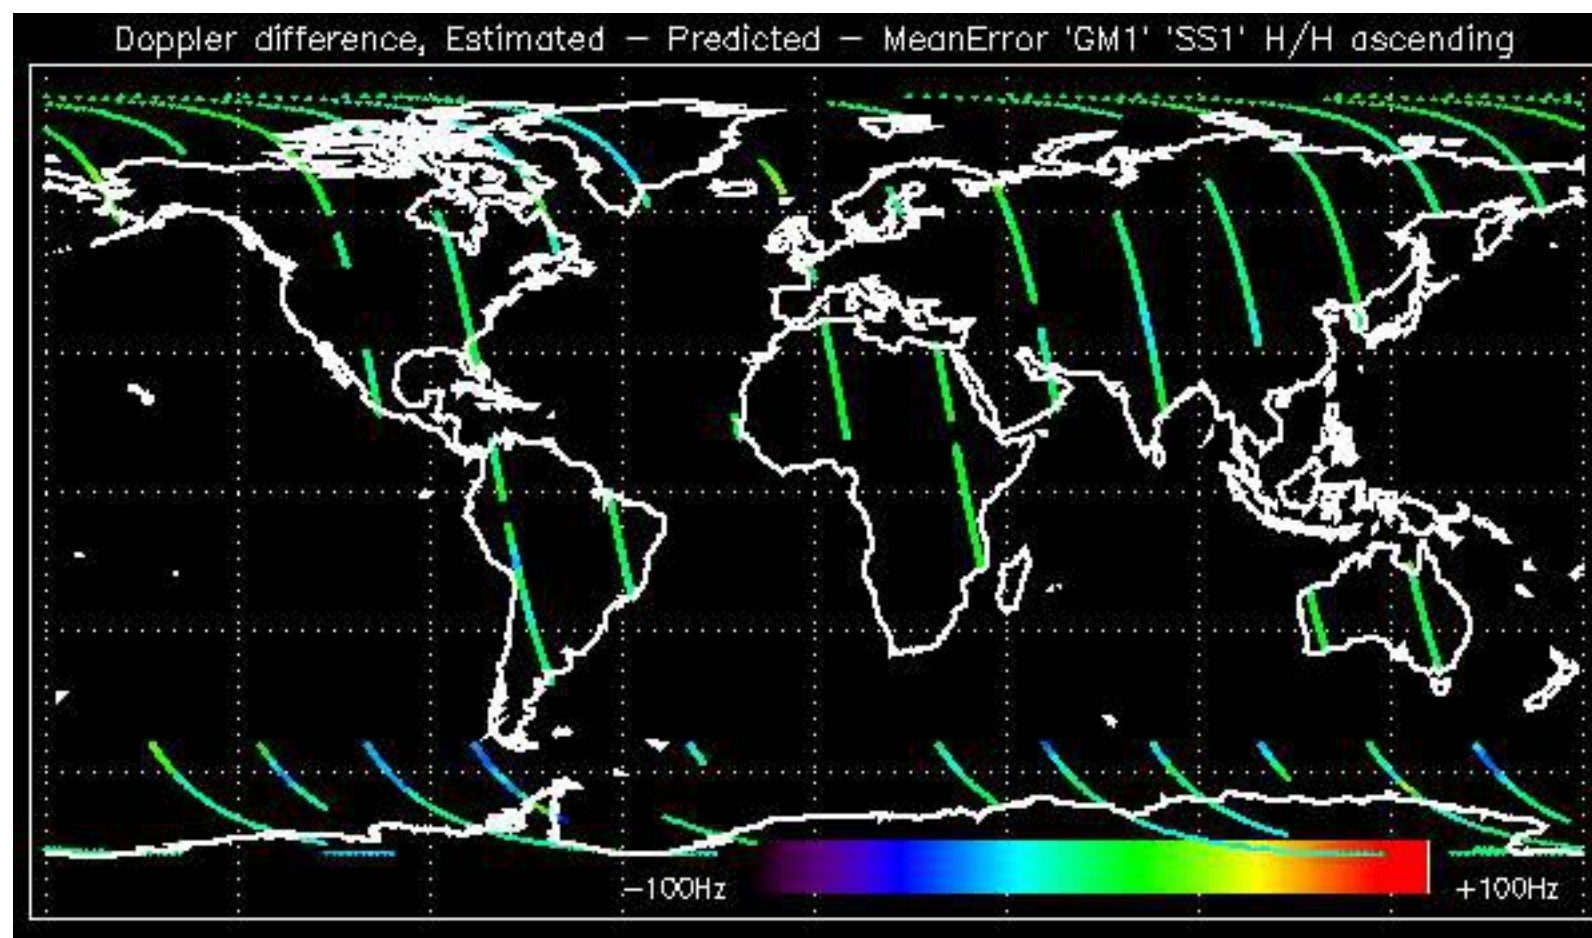 Doppler difference, Estimated − Predicted − MeanError 'GM1' 'SS1' H/H ascending
−100Hz +100Hz